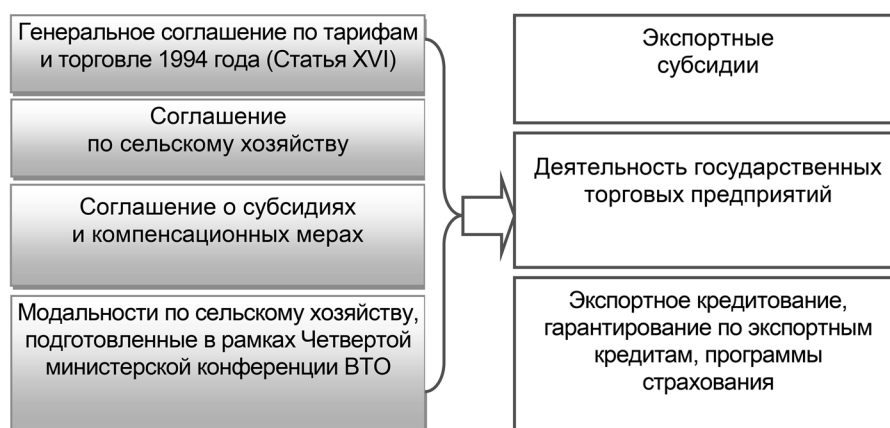 Генеральное соглашение по тарифам
и торговле 1994 года (Статья XVI)
Соглашение
по сельскому хозяйству
Соглашение о субсидиях
и компенсационных мерах
Модальности по сельскому хозяйству,
подготовленные в рамках Четвертой
министерской конференции ВТО
Экспортные
субсидии
Деятельность государственных
торговых предприятий
Экспортное кредитование,
гарантирование по экспортным
кредитам, программы
страхования